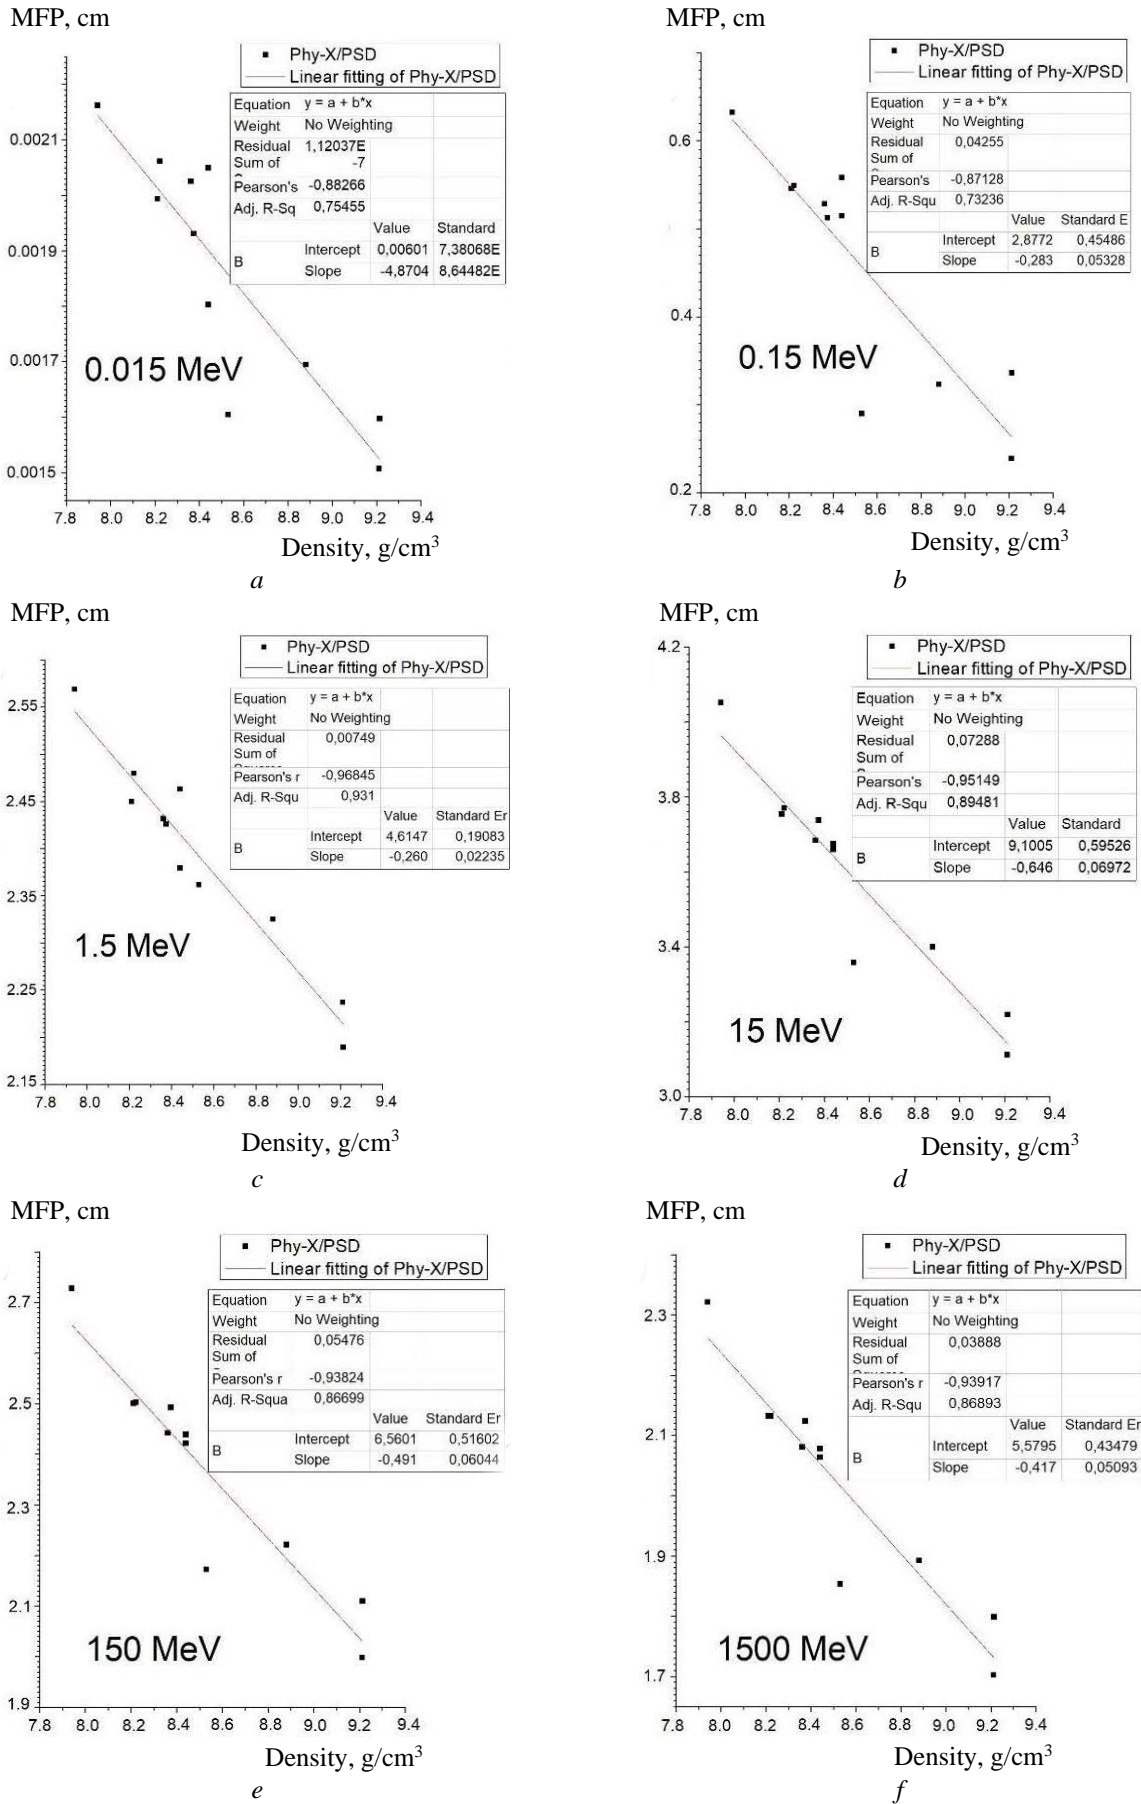 MFP, cm
Phy-X/PSD
Linear fitting of Phy-X/PSD
Equation y = a + b*x
Weight No Weighting
Residual 1,12037E
Sum of -7
Pearson's -0,88266
Adj. R-Sq 0,75455
Value Standard
B Intercept 0,00601 7,38068E
Slope -4,8704 8,64482E
0.0021
0.0019
0.0017
0.0015
0.015 MeV
7.8 8.0 8.2 8.4 8.6 8.8 9.0 9.2 9.4
Density, g/cm³
a
MFP, cm
Phy-X/PSD
Linear fitting of Phy-X/PSD
Equation y = a + b*x
Weight No Weighting
Residual 0,04255
Sum of
Pearson's -0,87128
Adj. R-Squ 0,73236
Value Standard E
B Intercept 2,8772 0,45486
Slope -0,283 0,05328
0.6
0.4
0.2
0.15 MeV
7.8 8.0 8.2 8.4 8.6 8.8 9.0 9.2 9.4
Density, g/cm³
b
MFP, cm
Phy-X/PSD
Linear fitting of Phy-X/PSD
Equation y = a + b*x
Weight No Weighting
Residual 0,00749
Sum of
Pearson's r -0,96845
Adj. R-Squ 0,931
Value Standard Er
B Intercept 4,6147 0,19083
Slope -0,260 0,02235
2.55
2.45
2.35
2.25
2.15
1.5 MeV
7.8 8.0 8.2 8.4 8.6 8.8 9.0 9.2 9.4
Density, g/cm³
c
MFP, cm
Phy-X/PSD
Linear fitting of Phy-X/PSD
Equation y = a + b*x
Weight No Weighting
Residual 0,07288
Sum of
Pearson's -0,95149
Adj. R-Squ 0,89481
Value Standard
B Intercept 9,1005 0,59526
Slope -0,646 0,06972
4.2
3.8
3.4
3.0
15 MeV
7.8 8.0 8.2 8.4 8.6 8.8 9.0 9.2 9.4
Density, g/cm³
d
MFP, cm
Phy-X/PSD
Linear fitting of Phy-X/PSD
Equation y = a + b*x
Weight No Weighting
Residual 0,05476
Sum of
Pearson's r -0,93824
Adj. R-Squa 0,86699
Value Standard Er
B Intercept 6,5601 0,51602
Slope -0,491 0,06044
2.7
2.5
2.3
2.1
1.9
150 MeV
7.8 8.0 8.2 8.4 8.6 8.8 9.0 9.2 9.4
Density, g/cm³
e
MFP, cm
Phy-X/PSD
Linear fitting of Phy-X/PSD
Equation y = a + b*x
Weight No Weighting
Residual 0,03888
Sum of
Pearson's r -0,93917
Adj. R-Squ 0,86893
Value Standard Er
B Intercept 5,5795 0,43479
Slope -0,417 0,05093
2.3
2.1
1.9
1.7
1500 MeV
7.8 8.0 8.2 8.4 8.6 8.8 9.0 9.2 9.4
Density, g/cm³
f